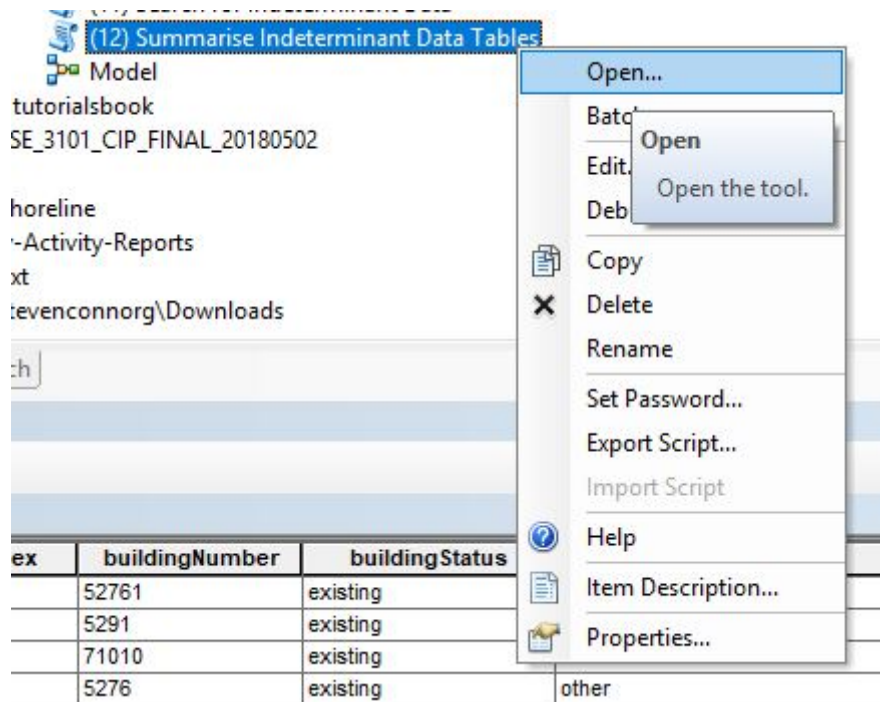 (12) Summarise Indeterminant Data Tables
Model
tutorialsbook
SE_3101_CIP_FINAL_20180502
horeline
-Activity-Reports
xt
tevenconnorg\Downloads
ch
Open...
Edit.
Deb
Open
Open the tool.
Copy
Delete
Rename
Set Password...
Export Script...
Import Script
Help
Item Description...
Properties...
ex buildingNumber buildingStatus
52761 existing
5291 existing
71010 existing
5276 existing other